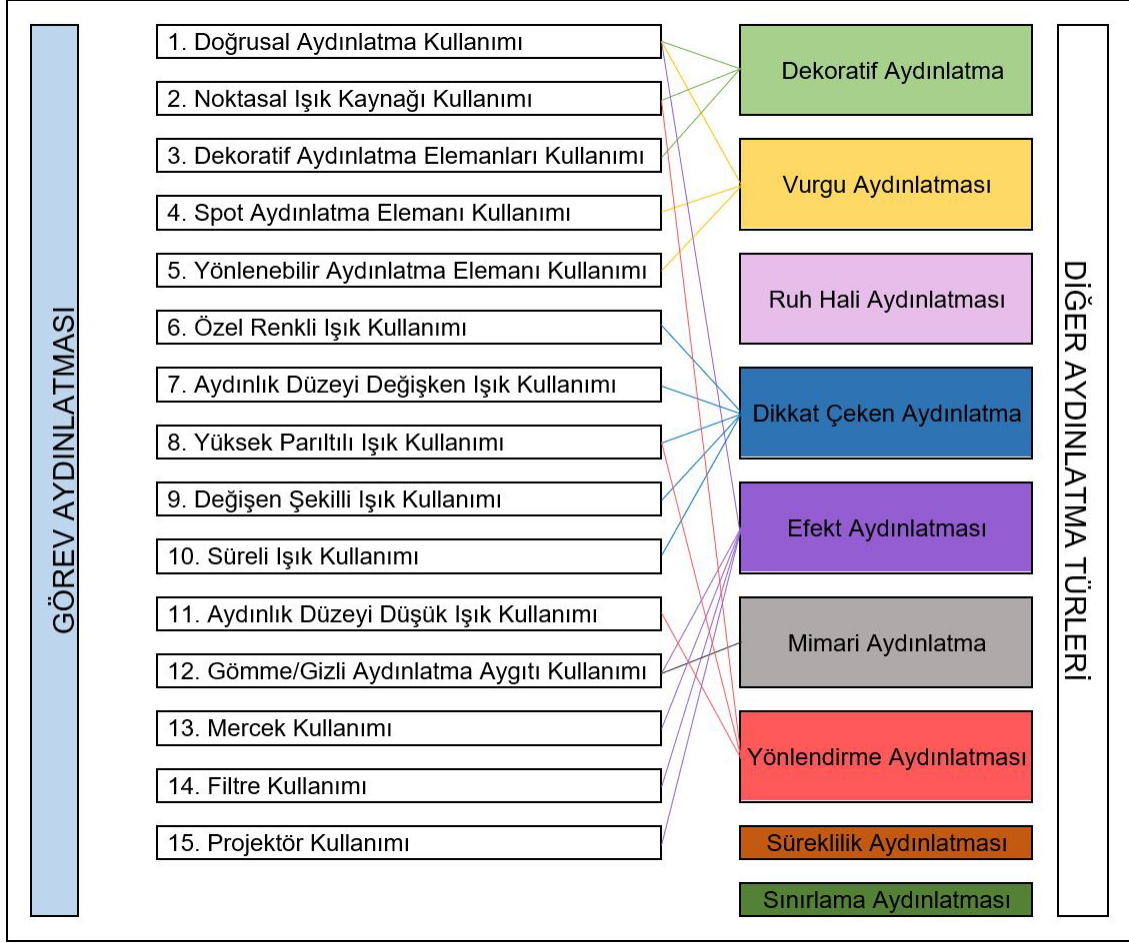 GÖREV AYDINLATMASI
1. Doğrusal Aydınlatma Kullanımı
2. Noktasal Işık Kaynağı Kullanımı
3. Dekoratif Aydınlatma Elemanları Kullanımı
4. Spot Aydınlatma Elemanı Kullanımı
5. Yönlenebilir Aydınlatma Elemanı Kullanımı
6. Özel Renkli Işık Kullanımı
7. Aydınlık Düzeyi Değişken Işık Kullanımı
8. Yüksek Parıltılı Işık Kullanımı
9. Değişen Şekilli Işık Kullanımı
10. Süreli Işık Kullanımı
11. Aydınlık Düzeyi Düşük Işık Kullanımı
12. Gömme/Gizli Aydınlatma Aygıtı Kullanımı
13. Mercek Kullanımı
14. Filtre Kullanımı
15. Projektör Kullanımı
Dekoratif Aydınlatma
Vurgu Aydınlatması
Ruh Hali Aydınlatması
Dikkat Çeken Aydınlatma
Efekt Aydınlatması
Mimari Aydınlatma
Yönlendirme Aydınlatması
Süreklilik Aydınlatması
Sınırlama Aydınlatması
DİĞER AYDINLATMA TÜRLERİ